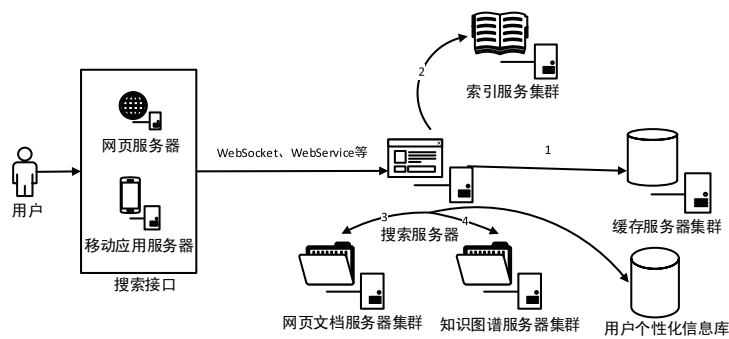 2
索引服务集群
网页服务器
WebSocket、WebService等
1
用户
移动应用服务器
搜索接口
3
4
搜索服务器
缓存服务器集群
网页文档服务器集群
知识图谱服务器集群
用户个性化信息库